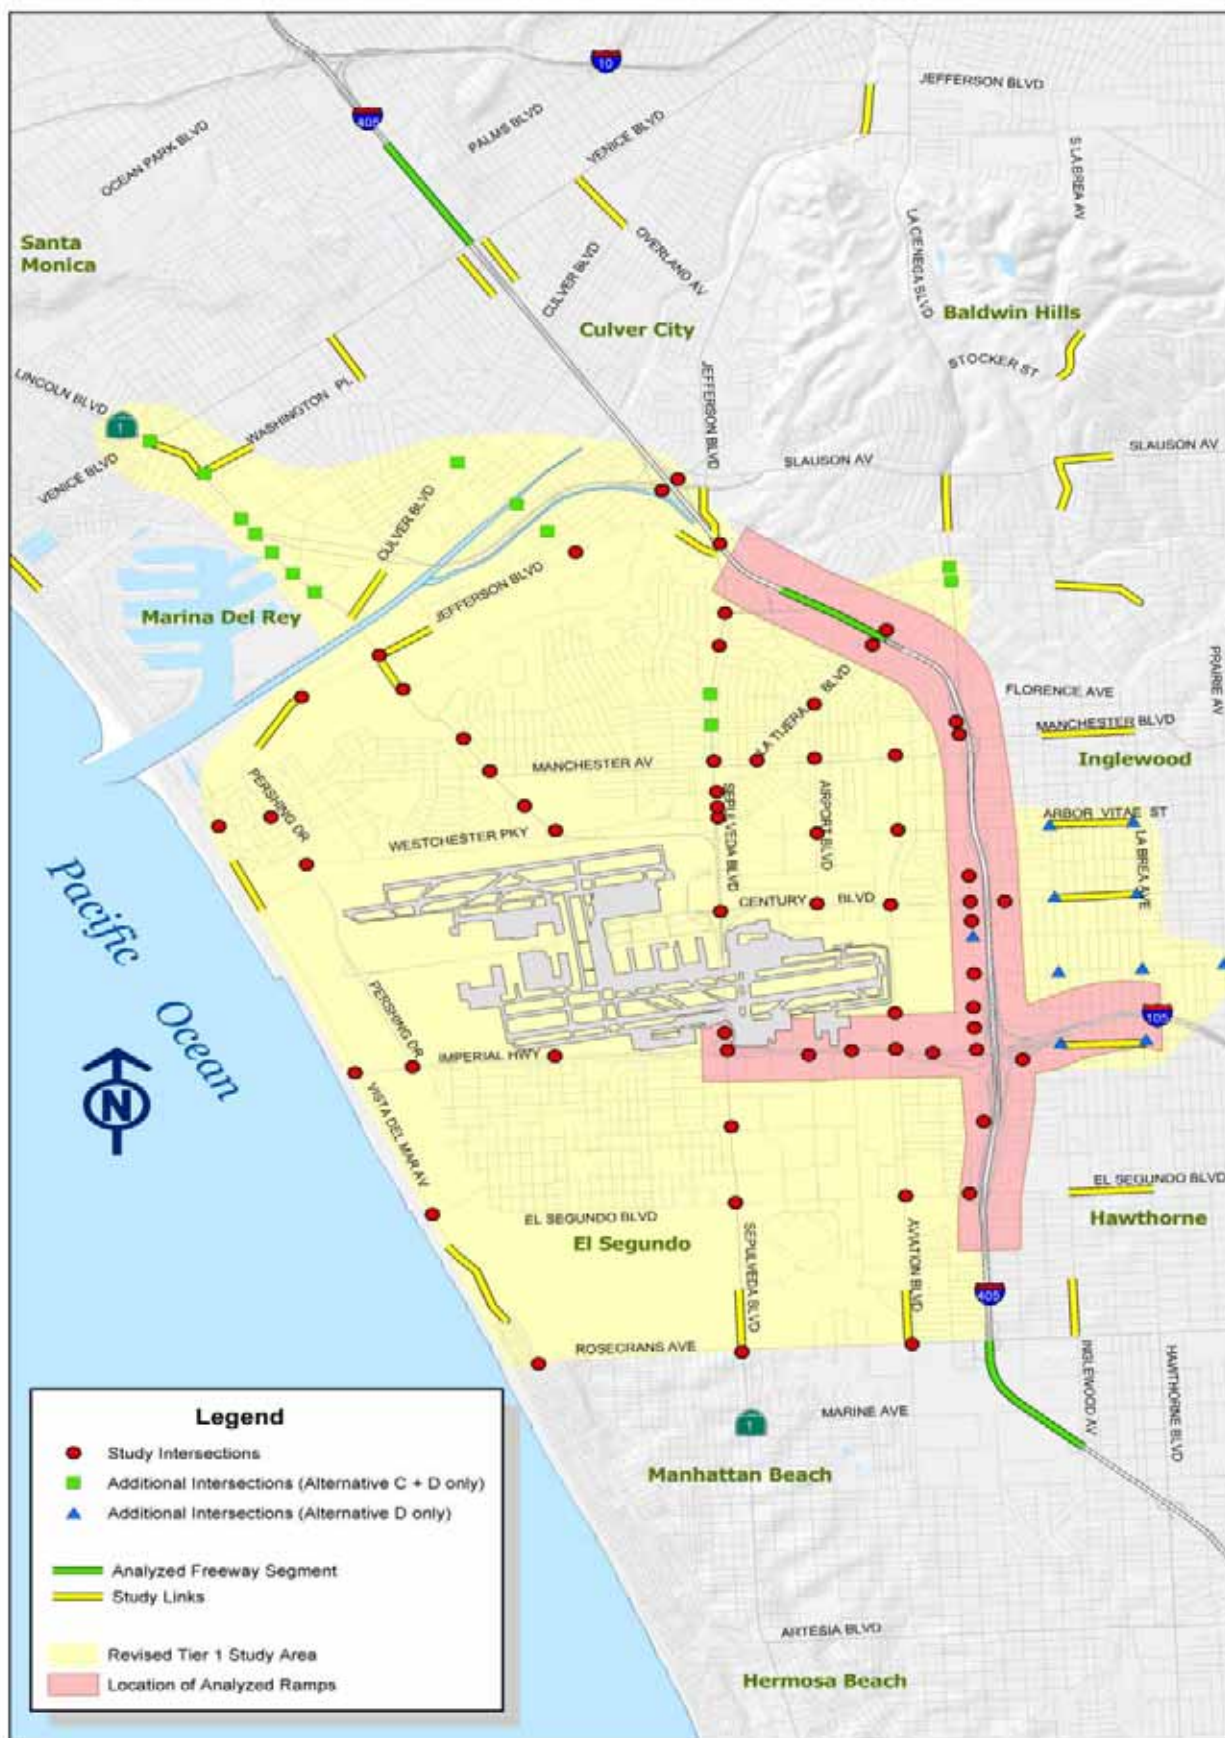 10
JEFFERSON BLVD
405
PALMS BLVD
VENICE BLVD
OCEAN PARK BLVD
S LA BREA AV
Santa
Monica
OVERLAND AV
CULVER BLVD
LA CIENEGA BLVD
Culver City
Baldwin Hills
STOCKER ST
LINCOLN BLVD
1
WASHINGTON PL
JEFFERSON BLVD
VENICE BLVD
SLAUSON AV
SLAUSON AV
CULVER BLVD
JEFFERSON BLVD
Marina Del Rey
PRAIRIE AV
LA TIJERA BLVD
FLORENCE AVE
MANCHESTER BLVD
MANCHESTER AV
Inglewood
PERSHING DR
SEPULVEDA BLVD
AIRPORT BLVD
ARBOR VITAE ST
WESTCHESTER PKY
LA BREA AVE
CENTURY BLVD
Pacific
Ocean
PERSHING DR
105
IMPERIAL HWY
N
VISTA DEL MAR AV
EL SEGUNDO BLVD
EL SEGUNDO BLVD
Hawthorne
El Segundo
SEPULVEDA BLVD
AVIATION BLVD
405
ROSECRANS AVE
INGLEWOOD AV
HAWTHORNE BLVD
MARINE AVE
1
Manhattan Beach
ARTESIA BLVD
Hermosa Beach
Legend
Study Intersections
Additional Intersections (Alternative C + D only)
Additional Intersections (Alternative D only)
Analyzed Freeway Segment
Study Links
Revised Tier 1 Study Area
Location of Analyzed Ramps